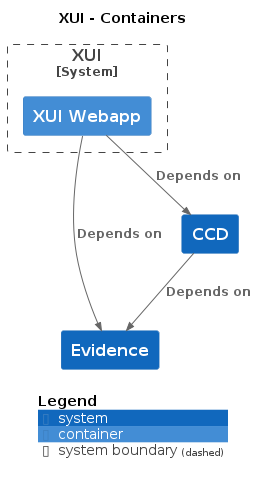 XUI - Containers
XUI
[System]
XUI Webapp
Depends on
CCD
Depends on
Depends on
Evidence
Legend
system
container
system boundary (dashed)